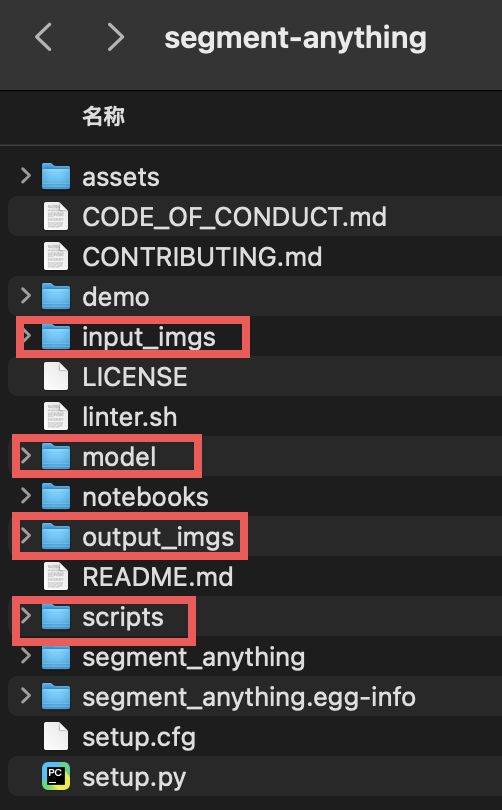 segment-anything
名称
assets
CODE_OF_CONDUCT.md
CONTRIBUTING.md
demo
input_imgs
LICENSE
linter.sh
model
notebooks
output_imgs
README.md
scripts
segment_anything
segment_anything.egg-info
setup.cfg
PC setup.py